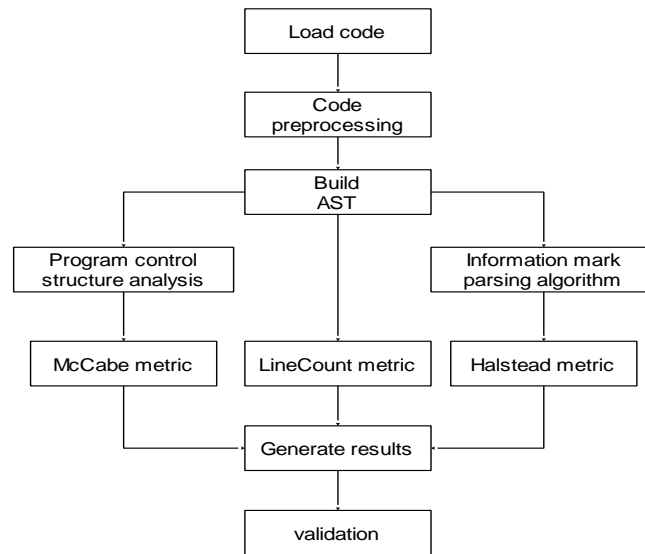 Load code
Code
preprocessing
Build
AST
Program control
structure analysis
Information mark
parsing algorithm
McCabe metric
LineCount metric
Halstead metric
Generate results
validation